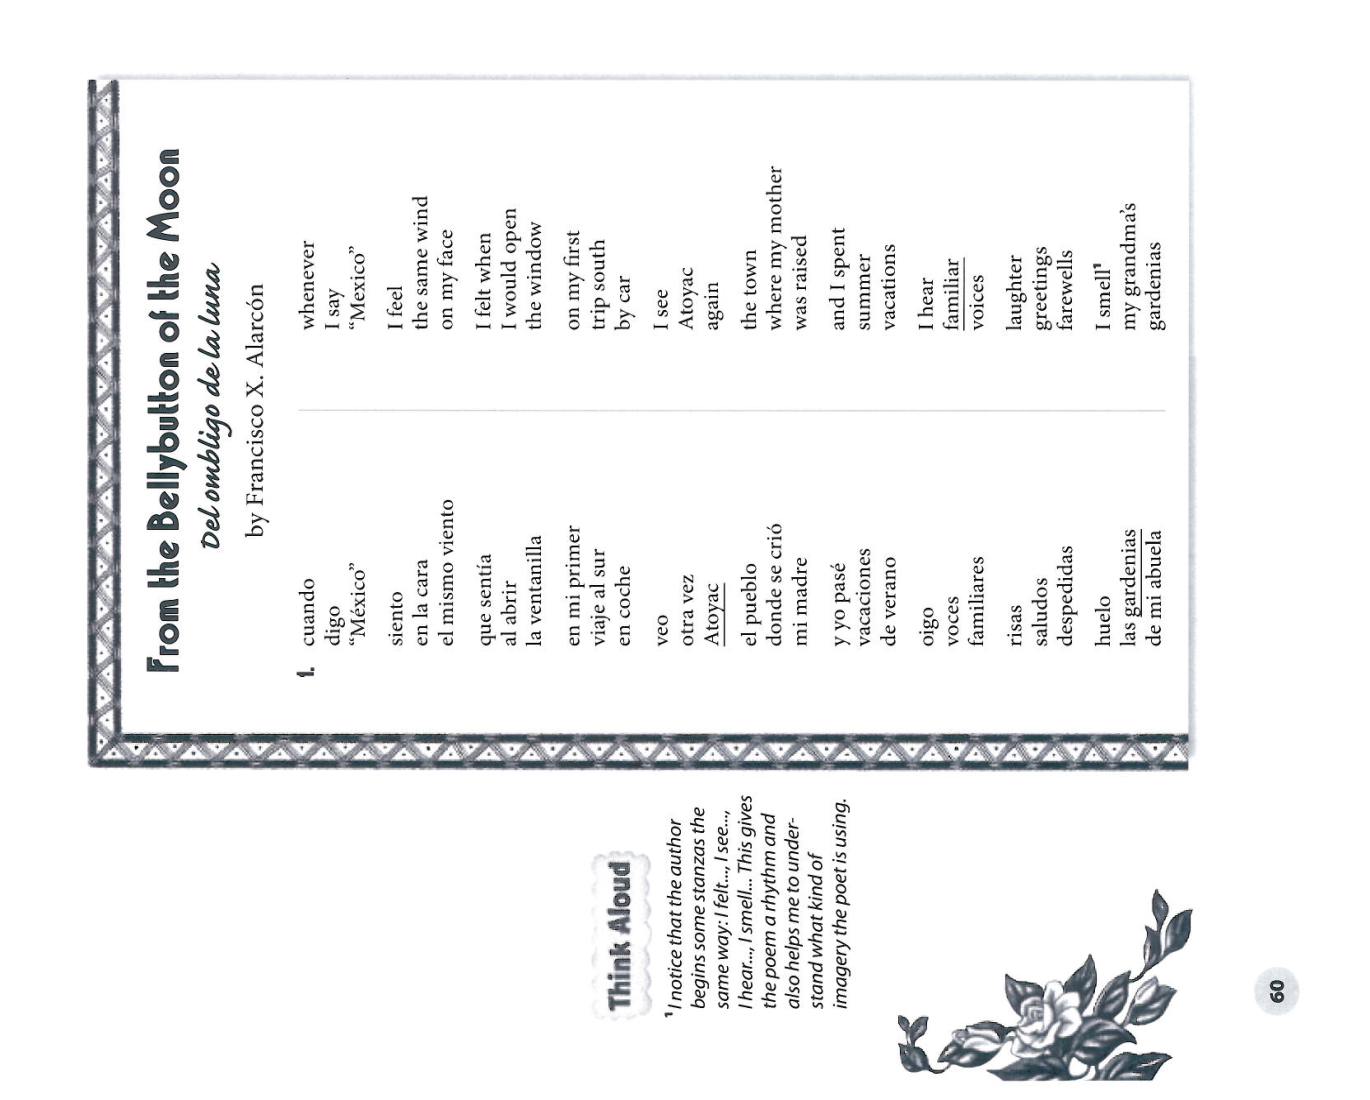 From the Bellybutton of the Moon
Del ombligo de la luna
by Francisco X. Alarcón
1. cuando
digo
“México”
siento
en la cara
el mismo viento
que sentía
al abrir
la ventanilla
en mi primer
viaje al sur
en coche
veo
otra vez
Atoyac
el pueblo
donde se crió
mi madre
y yo pasé
vacaciones
de verano
oigo
voces
familiares
risas
saludos
despedidas
huelo
las gardenias
de mi abuela
whenever
I say
“Mexico”
I feel
the same wind
on my face
I felt when
I would open
the window
on my first
trip south
by car
I see
Atoyac
again
the town
where my mother
was raised
and I spent
summer
vacations
I hear
familiar
voices
laughter
greetings
farewells
I smell¹
my grandma’s
gardenias
Think Aloud
¹I notice that the author
begins some stanzas the
same way: I felt..., I see...,
I hear..., I smell... This gives
the poem a rhythm and
also helps me to under-
stand what kind of
imagery the poet is using.
60